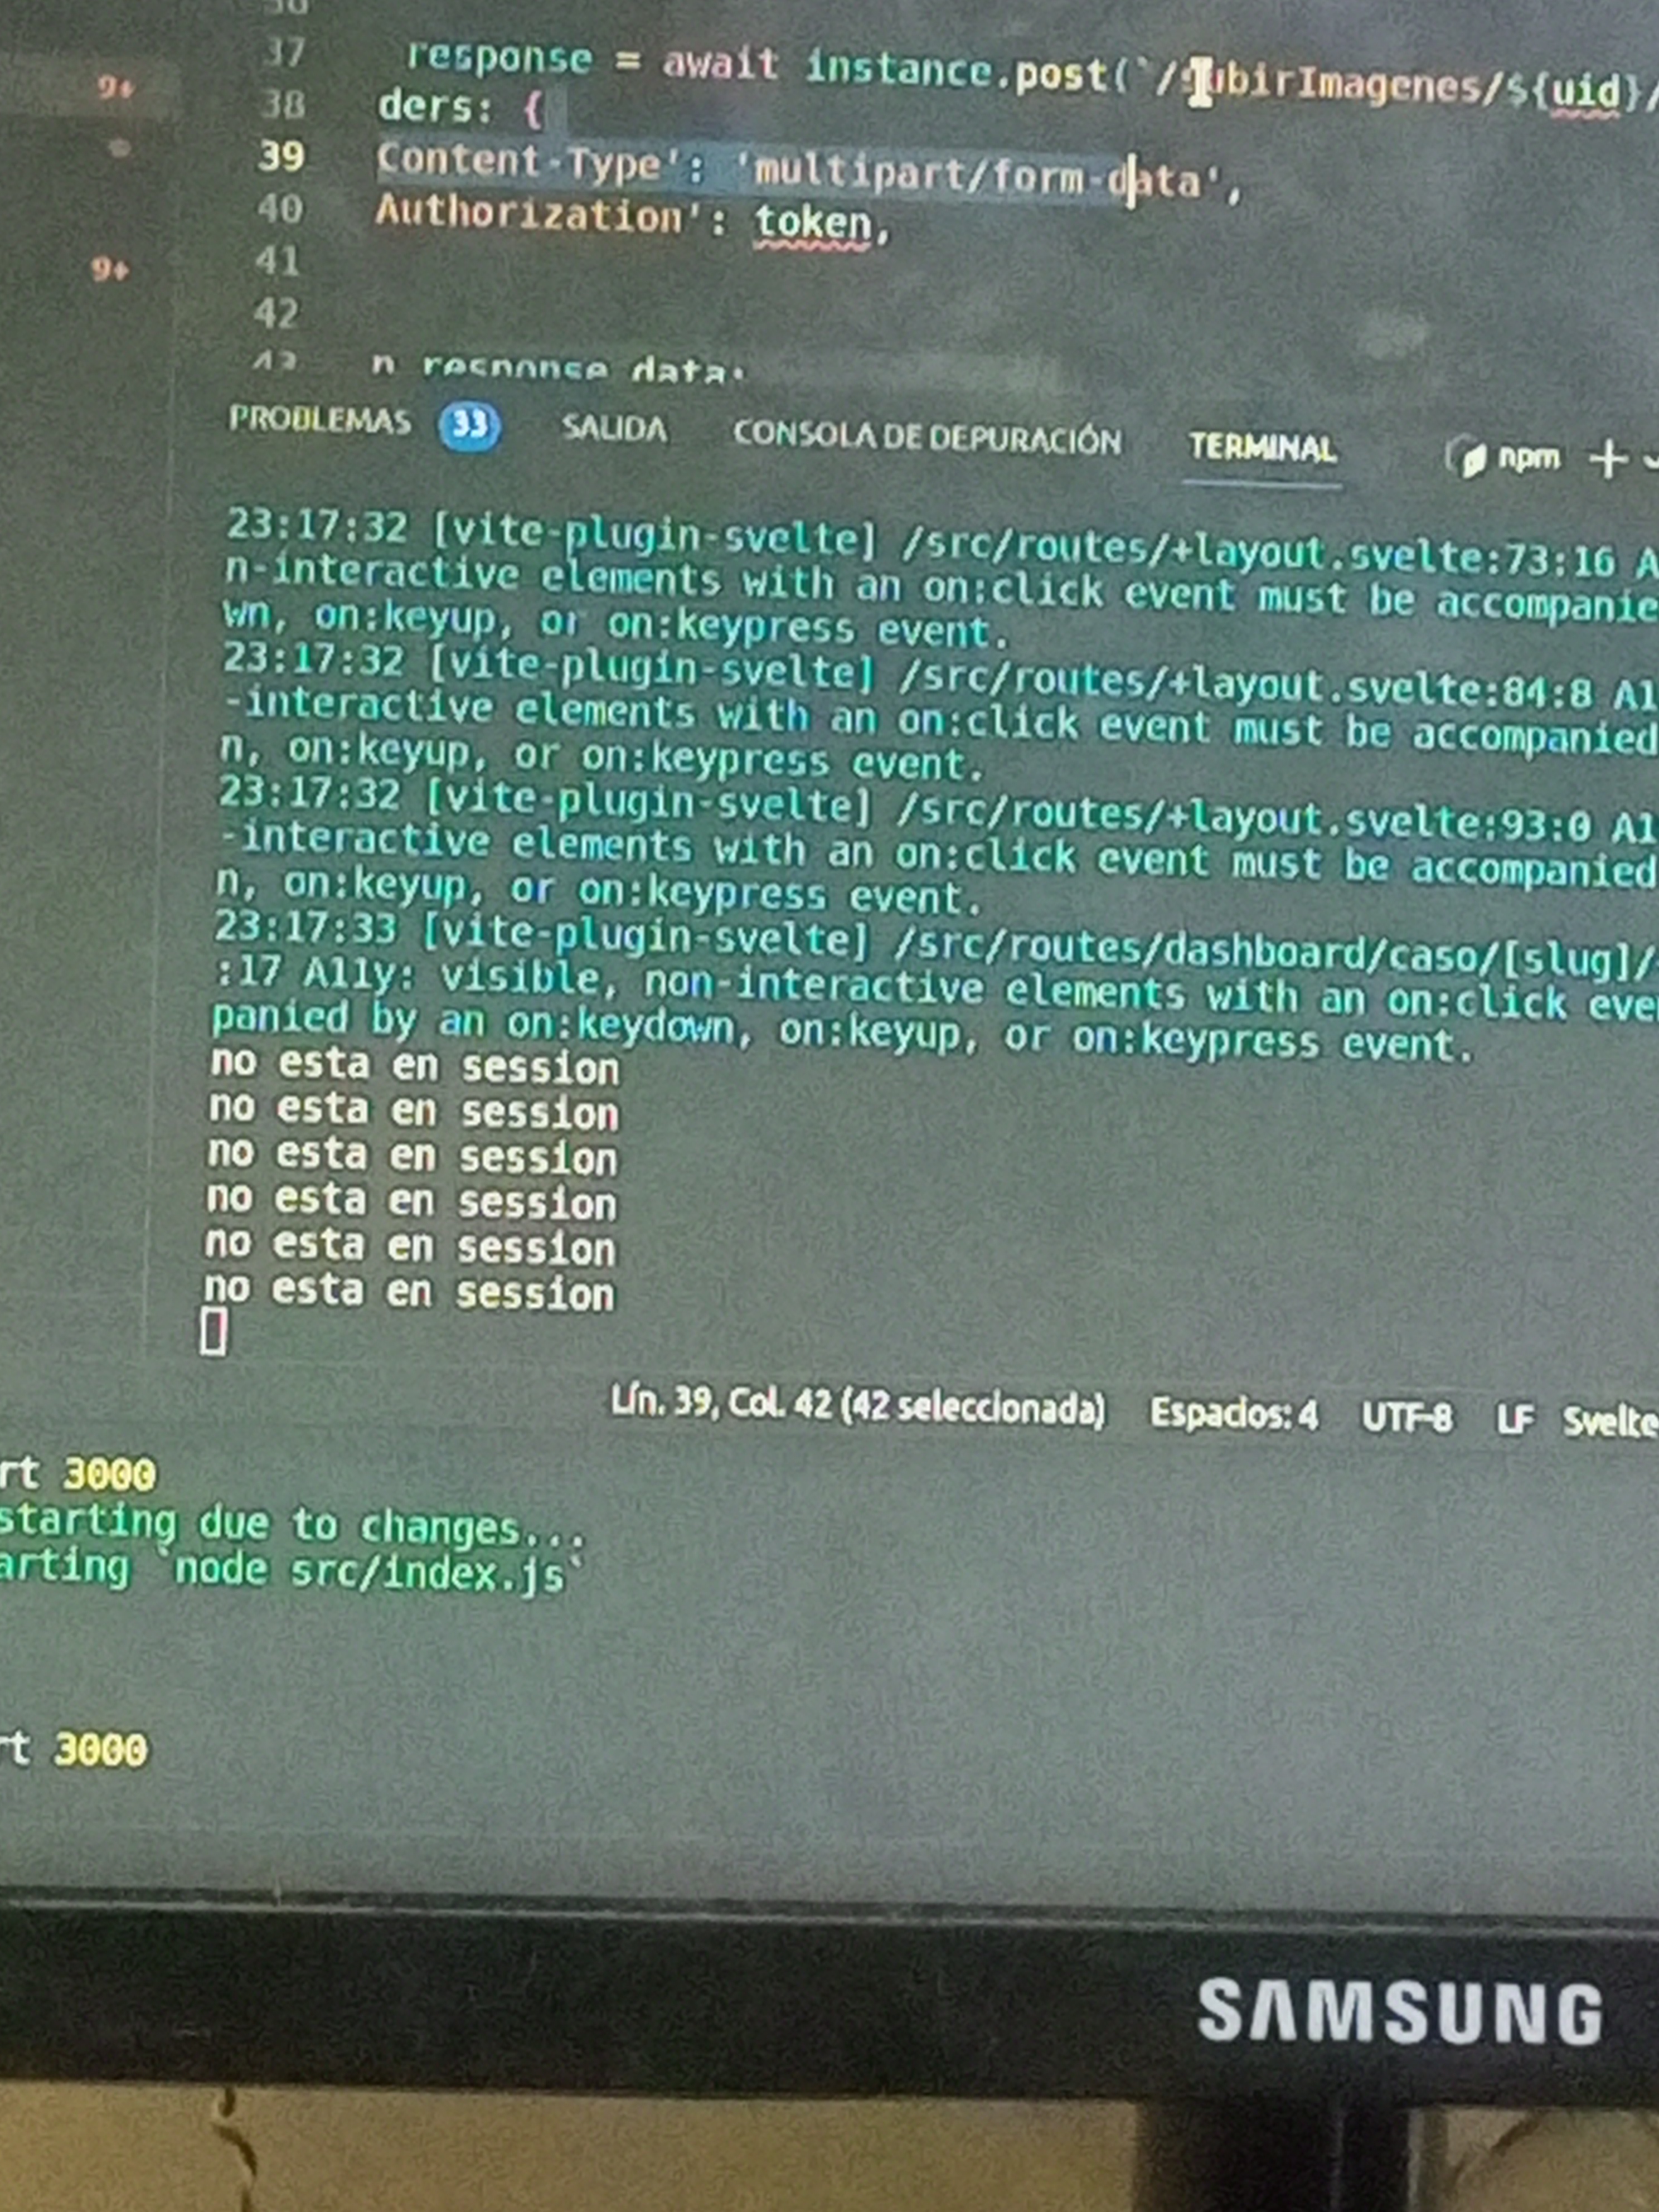 37 response = await instance.post(`/subirImagenes/${uid}/
38 ders: {
39 Content-Type': 'multipart/form-data',
40 Authorization': token,
41
42
43 n response data;
9+
9+
PROBLEMAS 33 SALIDA CONSOLA DE DEPURACIÓN TERMINAL npm
23:17:32 [vite-plugin-svelte] /src/routes/+layout.svelte:73:16 A
n-interactive elements with an on:click event must be accompanie
wn, on:keyup, or on:keypress event.
23:17:32 [vite-plugin-svelte] /src/routes/+layout.svelte:84:8 A1
-interactive elements with an on:click event must be accompanied
n, on:keyup, or on:keypress event.
23:17:32 [vite-plugin-svelte] /src/routes/+layout.svelte:93:0 A1
-interactive elements with an on:click event must be accompanied
n, on:keyup, or on:keypress event.
23:17:33 [vite-plugin-svelte] /src/routes/dashboard/caso/[slug]/
:17 A11y: visible, non-interactive elements with an on:click eve
panied by an on:keydown, on:keyup, or on:keypress event.
no esta en session
no esta en session
no esta en session
no esta en session
no esta en session
no esta en session
Lín. 39, Col. 42 (42 seleccionada) Espacios: 4 UTF-8 LF Svelte
rt 3000
starting due to changes...
arting `node src/index.js`
rt 3000
SAMSUNG